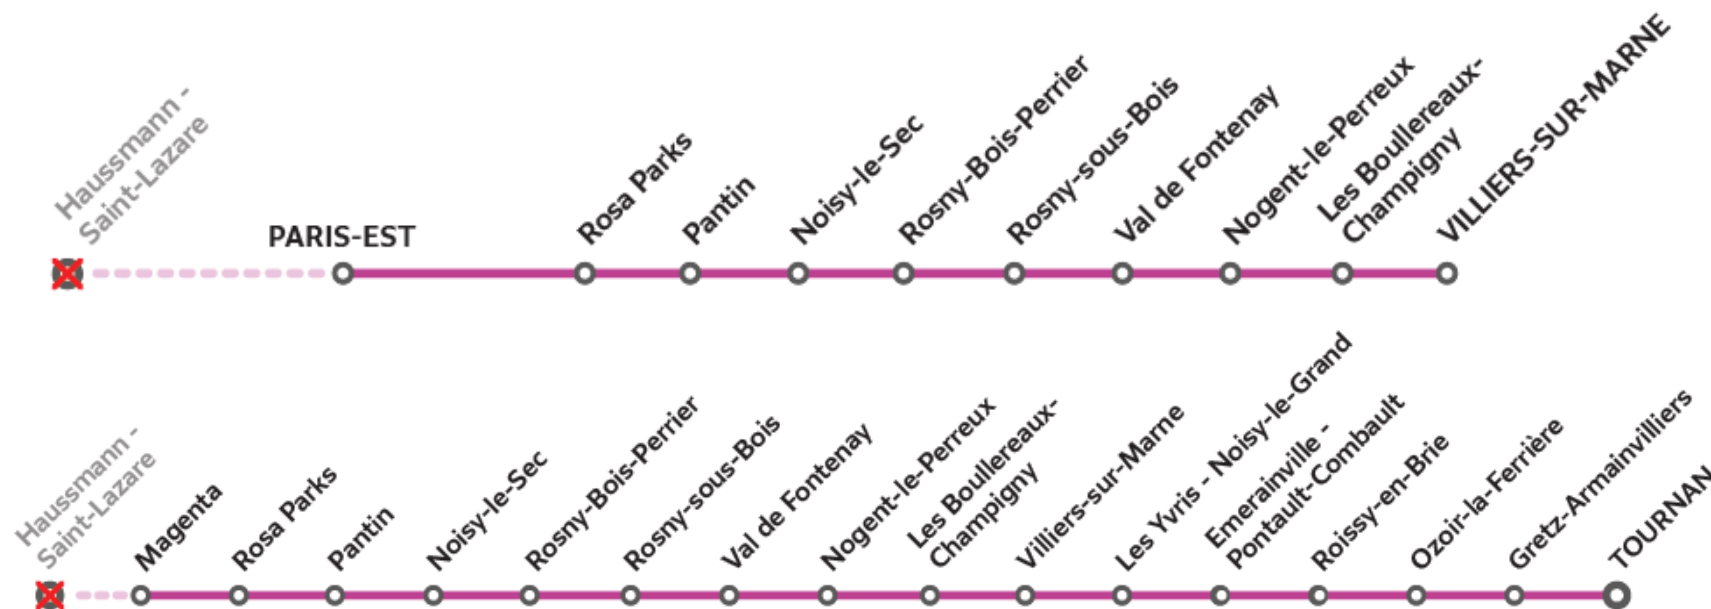 Haussmann -
Saint-Lazare
PARIS-EST
Rosa Parks
Pantin
Noisy-le-Sec
Rosny-Bois-Perrier
Rosny-sous-Bois
Val de Fontenay
Nogent-le-Perreux
Les Boullereaux-
Champigny
VILLIERS-SUR-MARNE
Haussmann -
Saint-Lazare
Magenta
Rosa Parks
Pantin
Noisy-le-Sec
Rosny-Bois-Perrier
Rosny-sous-Bois
Val de Fontenay
Nogent-le-Perreux
Les Boullereaux-
Champigny
Villiers-sur-Marne
Les Yvris - Noisy-le-Grand
Emerainville -
Pontault-Combault
Roissy-en-Brie
Ozoir-la-Ferrière
Gretz-Armainvilliers
TOURNAN